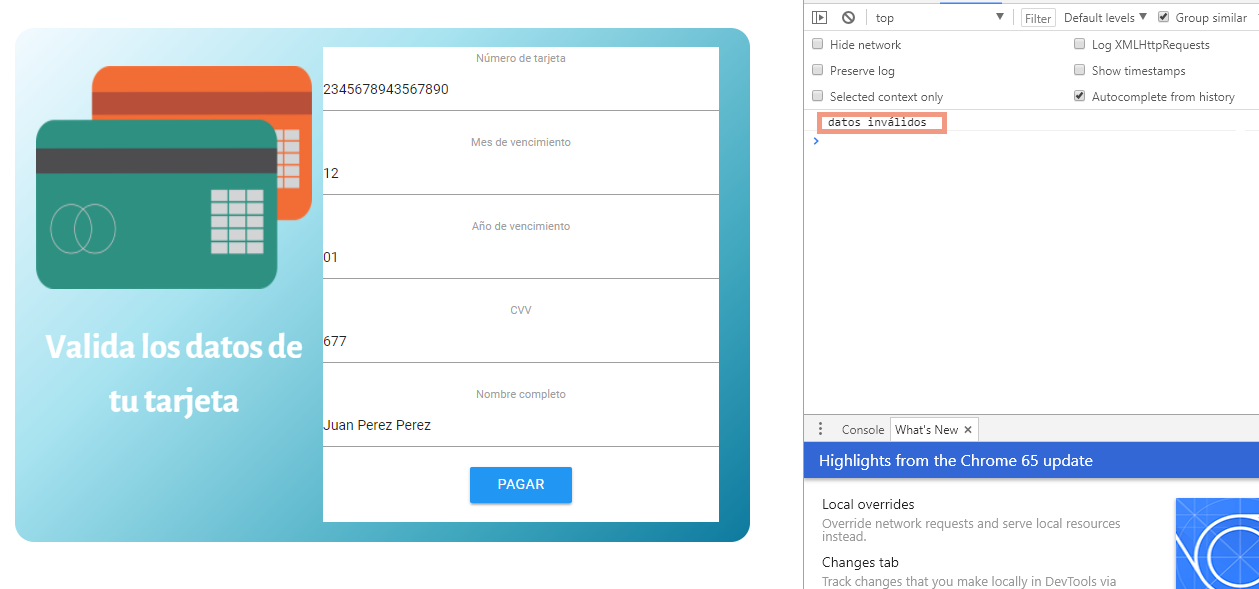 Valida los datos de
tu tarjeta
Número de tarjeta
2345678943567890
Mes de vencimiento
12
Año de vencimiento
01
CVV
677
Nombre completo
Juan Perez Perez
PAGAR
top Filter Default levels Group similar
Hide network Log XMLHttpRequests
Preserve log Show timestamps
Selected context only Autocomplete from history
datos inválidos
Console What's New
Highlights from the Chrome 65 update
Local overrides
Override network requests and serve local resources
instead.
Changes tab
Track changes that you make locally in DevTools via